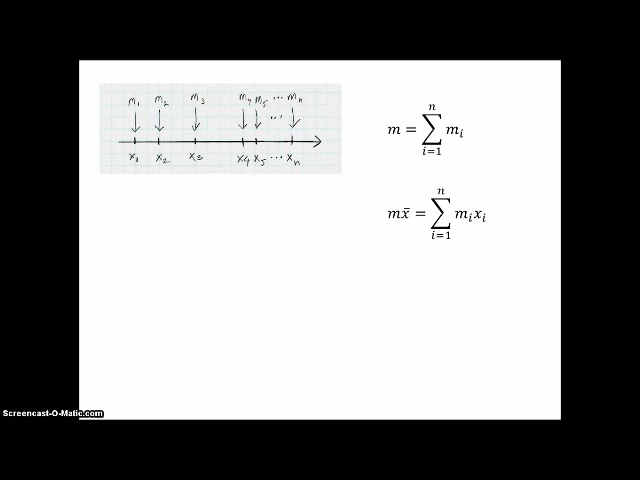 m₁ m₂ m₃ m₄ m₅ ... mₙ
...
x₁ x₂ x₃ x₄ x₅ ... xₙ
m = ∑ᵢ₌₁ⁿ mᵢ
mx̄ = ∑ᵢ₌₁ⁿ mᵢxᵢ
Screencast-O-Matic.com